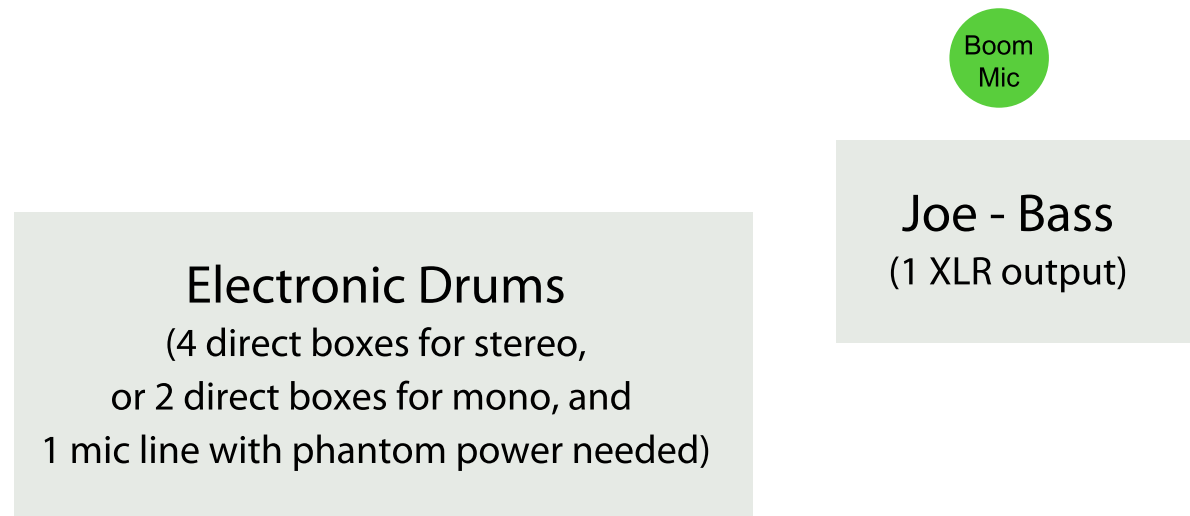 Boom
Mic
Joe - Bass
(1 XLR output)
Electronic Drums
(4 direct boxes for stereo,
or 2 direct boxes for mono, and
1 mic line with phantom power needed)